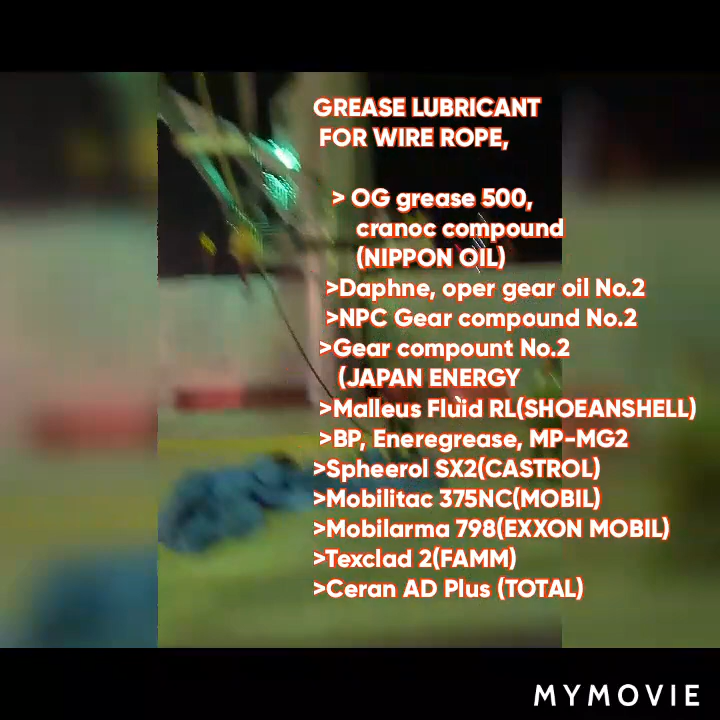 GREASE LUBRICANT
FOR WIRE ROPE,
> OG grease 500,
cranoc compound
(NIPPON OIL)
>Daphne, oper gear oil No.2
>NPC Gear compound No.2
>Gear compount No.2
(JAPAN ENERGY
>Malleus Fluid RL(SHOEANSHELL)
>BP, Eneregrease, MP-MG2
>Spheerol SX2(CASTROL)
>Mobilitac 375NC(MOBIL)
>Mobilarma 798(EXXON MOBIL)
>Texclad 2(FAMM)
>Ceran AD Plus (TOTAL)
MYMOVIE